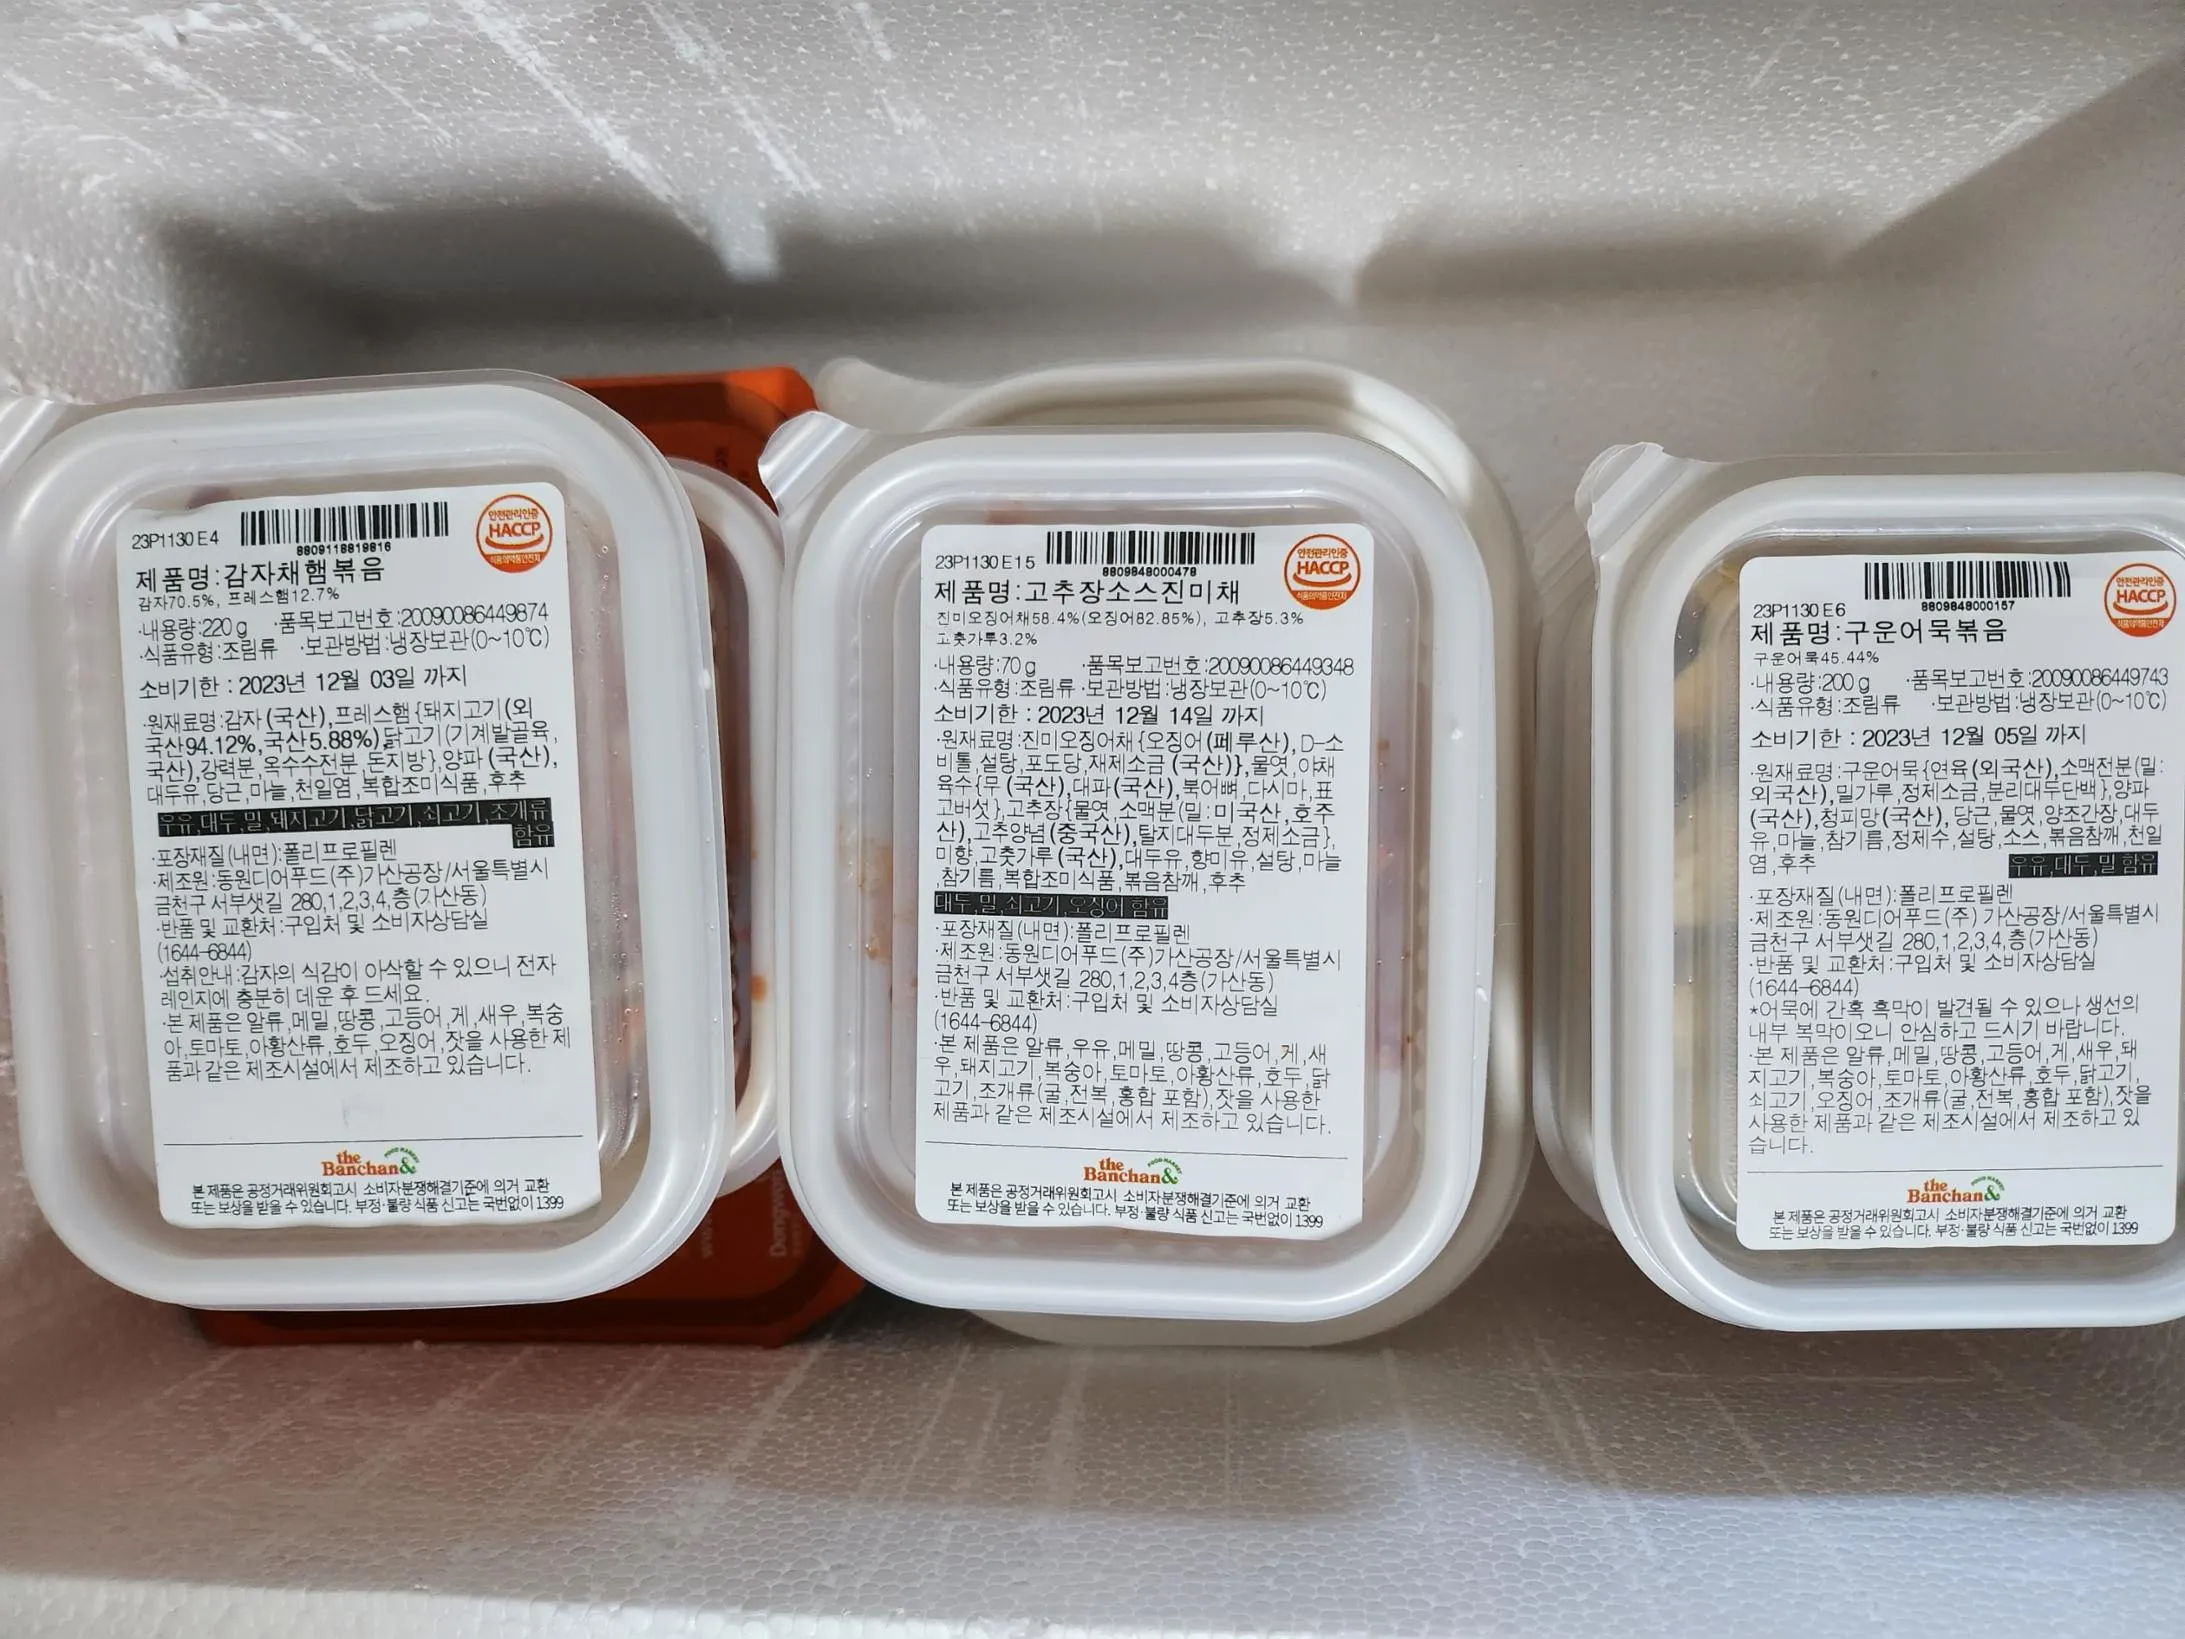 23P1130 E4
8809118819816
안전관리인증
HACCP
식품의약품안전처
제품명:감자채햄볶음
감자70.5%, 프레스햄12.7%
·내용량:220g ·품목보고번호:20090086449874
·식품유형:조림류 ·보관방법:냉장보관(0~10℃)
소비기한 : 2023년 12월 03일 까지
·원재료명:감자(국산),프레스햄{돼지고기(외
국산94.12%,국산5.88%)닭고기(기계발골육,
국산),강력분,옥수수전분,돈지방},양파(국산),
대두유,당근,마늘,천일염,복합조미식품,후추
우유,대두,밀,돼지고기,닭고기,쇠고기,조개류
함유
·포장재질(내면):폴리프로필렌
·제조원:동원디어푸드(주)가산공장/서울특별시
금천구 서부샛길 280,1,2,3,4,층(가산동)
·반품 및 교환처:구입처 및 소비자상담실
(1644-6844)
·섭취안내:감자의 식감이 아삭할 수 있으니 전자
레인지에 충분히 데운 후 드세요.
·본 제품은 알류,메밀,땅콩,고등어,게,새우,복숭
아,토마토,아황산류,호두,오징어,잣을 사용한 제
품과 같은 제조시설에서 제조하고 있습니다.
the
Banchan&
FOOD MARKET
본 제품은 공정거래위원회고시 소비자분쟁해결기준에 의거 교환
또는 보상을 받을 수 있습니다. 부정·불량 식품 신고는 국번없이 1399
23P1130 E15
8809848000478
안전관리인증
HACCP
식품의약품안전처
제품명:고추장소스진미채
진미오징어채58.4%(오징어82.85%), 고추장5.3%
고춧가루3.2%
·내용량:70g ·품목보고번호:20090086449348
·식품유형:조림류 ·보관방법:냉장보관(0~10℃)
소비기한 : 2023년 12월 14일 까지
·원재료명:진미오징어채{오징어(페루산),D-소
비톨,설탕,포도당,재제소금(국산)},물엿,야채
육수{무(국산),대파(국산),북어뼈,다시마,표
고버섯},고추장{물엿,소맥분(밀:미국산,호주
산),고추양념(중국산),탈지대두분,정제소금},
미향,고춧가루(국산),대두유,향미유,설탕,마늘
,참기름,복합조미식품,볶음참깨,후추
대두,밀,쇠고기,오징어 함유
·포장재질(내면):폴리프로필렌
·제조원:동원디어푸드(주)가산공장/서울특별시
금천구 서부샛길 280,1,2,3,4층(가산동)
·반품 및 교환처:구입처 및 소비자상담실
(1644-6844)
·본 제품은 알류,우유,메밀,땅콩,고등어,게,새
우,돼지고기,복숭아,토마토,아황산류,호두,닭
고기,조개류(굴,전복,홍합 포함),잣을 사용한
제품과 같은 제조시설에서 제조하고 있습니다.
the
Banchan&
FOOD MARKET
본 제품은 공정거래위원회고시 소비자분쟁해결기준에 의거 교환
또는 보상을 받을 수 있습니다. 부정·불량 식품 신고는 국번없이 1399
23P1130 E6
8809848000157
안전관리인증
HACCP
식품의약품안전처
제품명:구운어묵볶음
구운어묵45.44%
·내용량:200g ·품목보고번호:20090086449743
·식품유형:조림류 ·보관방법:냉장보관(0~10℃)
소비기한 : 2023년 12월 05일 까지
·원재료명:구운어묵{연육(외국산),소맥전분(밀:
외국산),밀가루,정제소금,분리대두단백},양파
(국산),청피망(국산),당근,물엿,양조간장,대두
유,마늘,참기름,정제수,설탕,소스,볶음참깨,천일
염,후추
우유,대두,밀 함유
·포장재질(내면):폴리프로필렌
·제조원:동원디어푸드(주) 가산공장/서울특별시
금천구 서부샛길 280,1,2,3,4,층(가산동)
·반품 및 교환처:구입처 및 소비자상담실
(1644-6844)
*어묵에 간혹 흑막이 발견될 수 있으나 생선의
내부 복막이오니 안심하고 드시기 바랍니다.
·본 제품은 알류,메밀,땅콩,고등어,게,새우,돼
지고기,복숭아,토마토,아황산류,호두,닭고기,
쇠고기,오징어,조개류(굴,전복,홍합 포함),잣을
사용한 제품과 같은 제조시설에서 제조하고 있
습니다.
the
Banchan&
FOOD MARKET
본 제품은 공정거래위원회고시 소비자분쟁해결기준에 의거 교환
또는 보상을 받을 수 있습니다. 부정·불량 식품 신고는 국번없이 1399